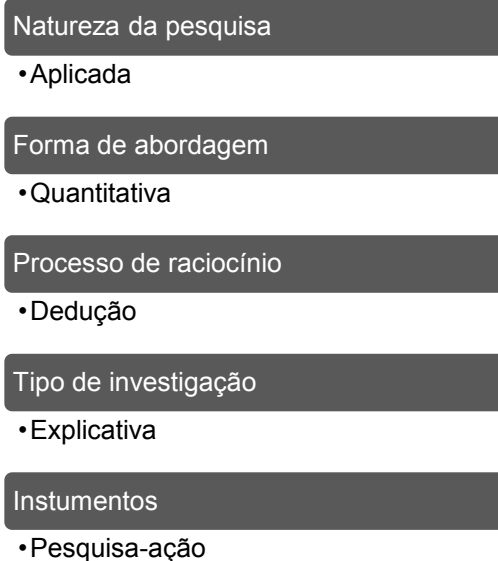 Natureza da pesquisa
•Aplicada
Forma de abordagem
•Quantitativa
Processo de raciocínio
•Dedução
Tipo de investigação
•Explicativa
Instumentos
•Pesquisa-ação